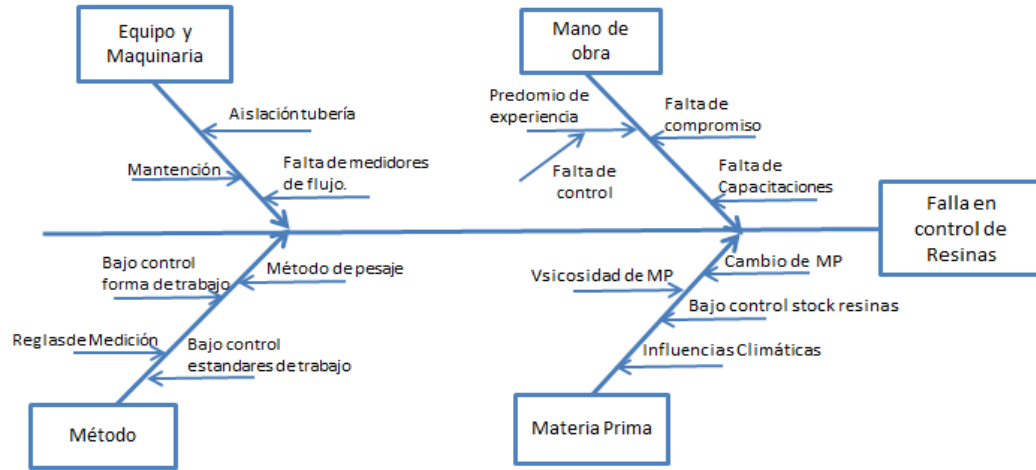 Equipo y
Maquinaria
Aislación tubería
Mantención
Falta de medidores
de flujo.
Mano de
obra
Predomio de
experiencia
Falta de
control
Falta de
compromiso
Falta de
Capacitaciones
Falla en
control de
Resinas
Bajo control
forma de trabajo
Método de pesaje
Reglas de Medición
Bajo control
estandares de trabajo
Método
Cambio de MP
Vsicosidad de MP
Bajo control stock resinas
Influencias Climáticas
Materia Prima